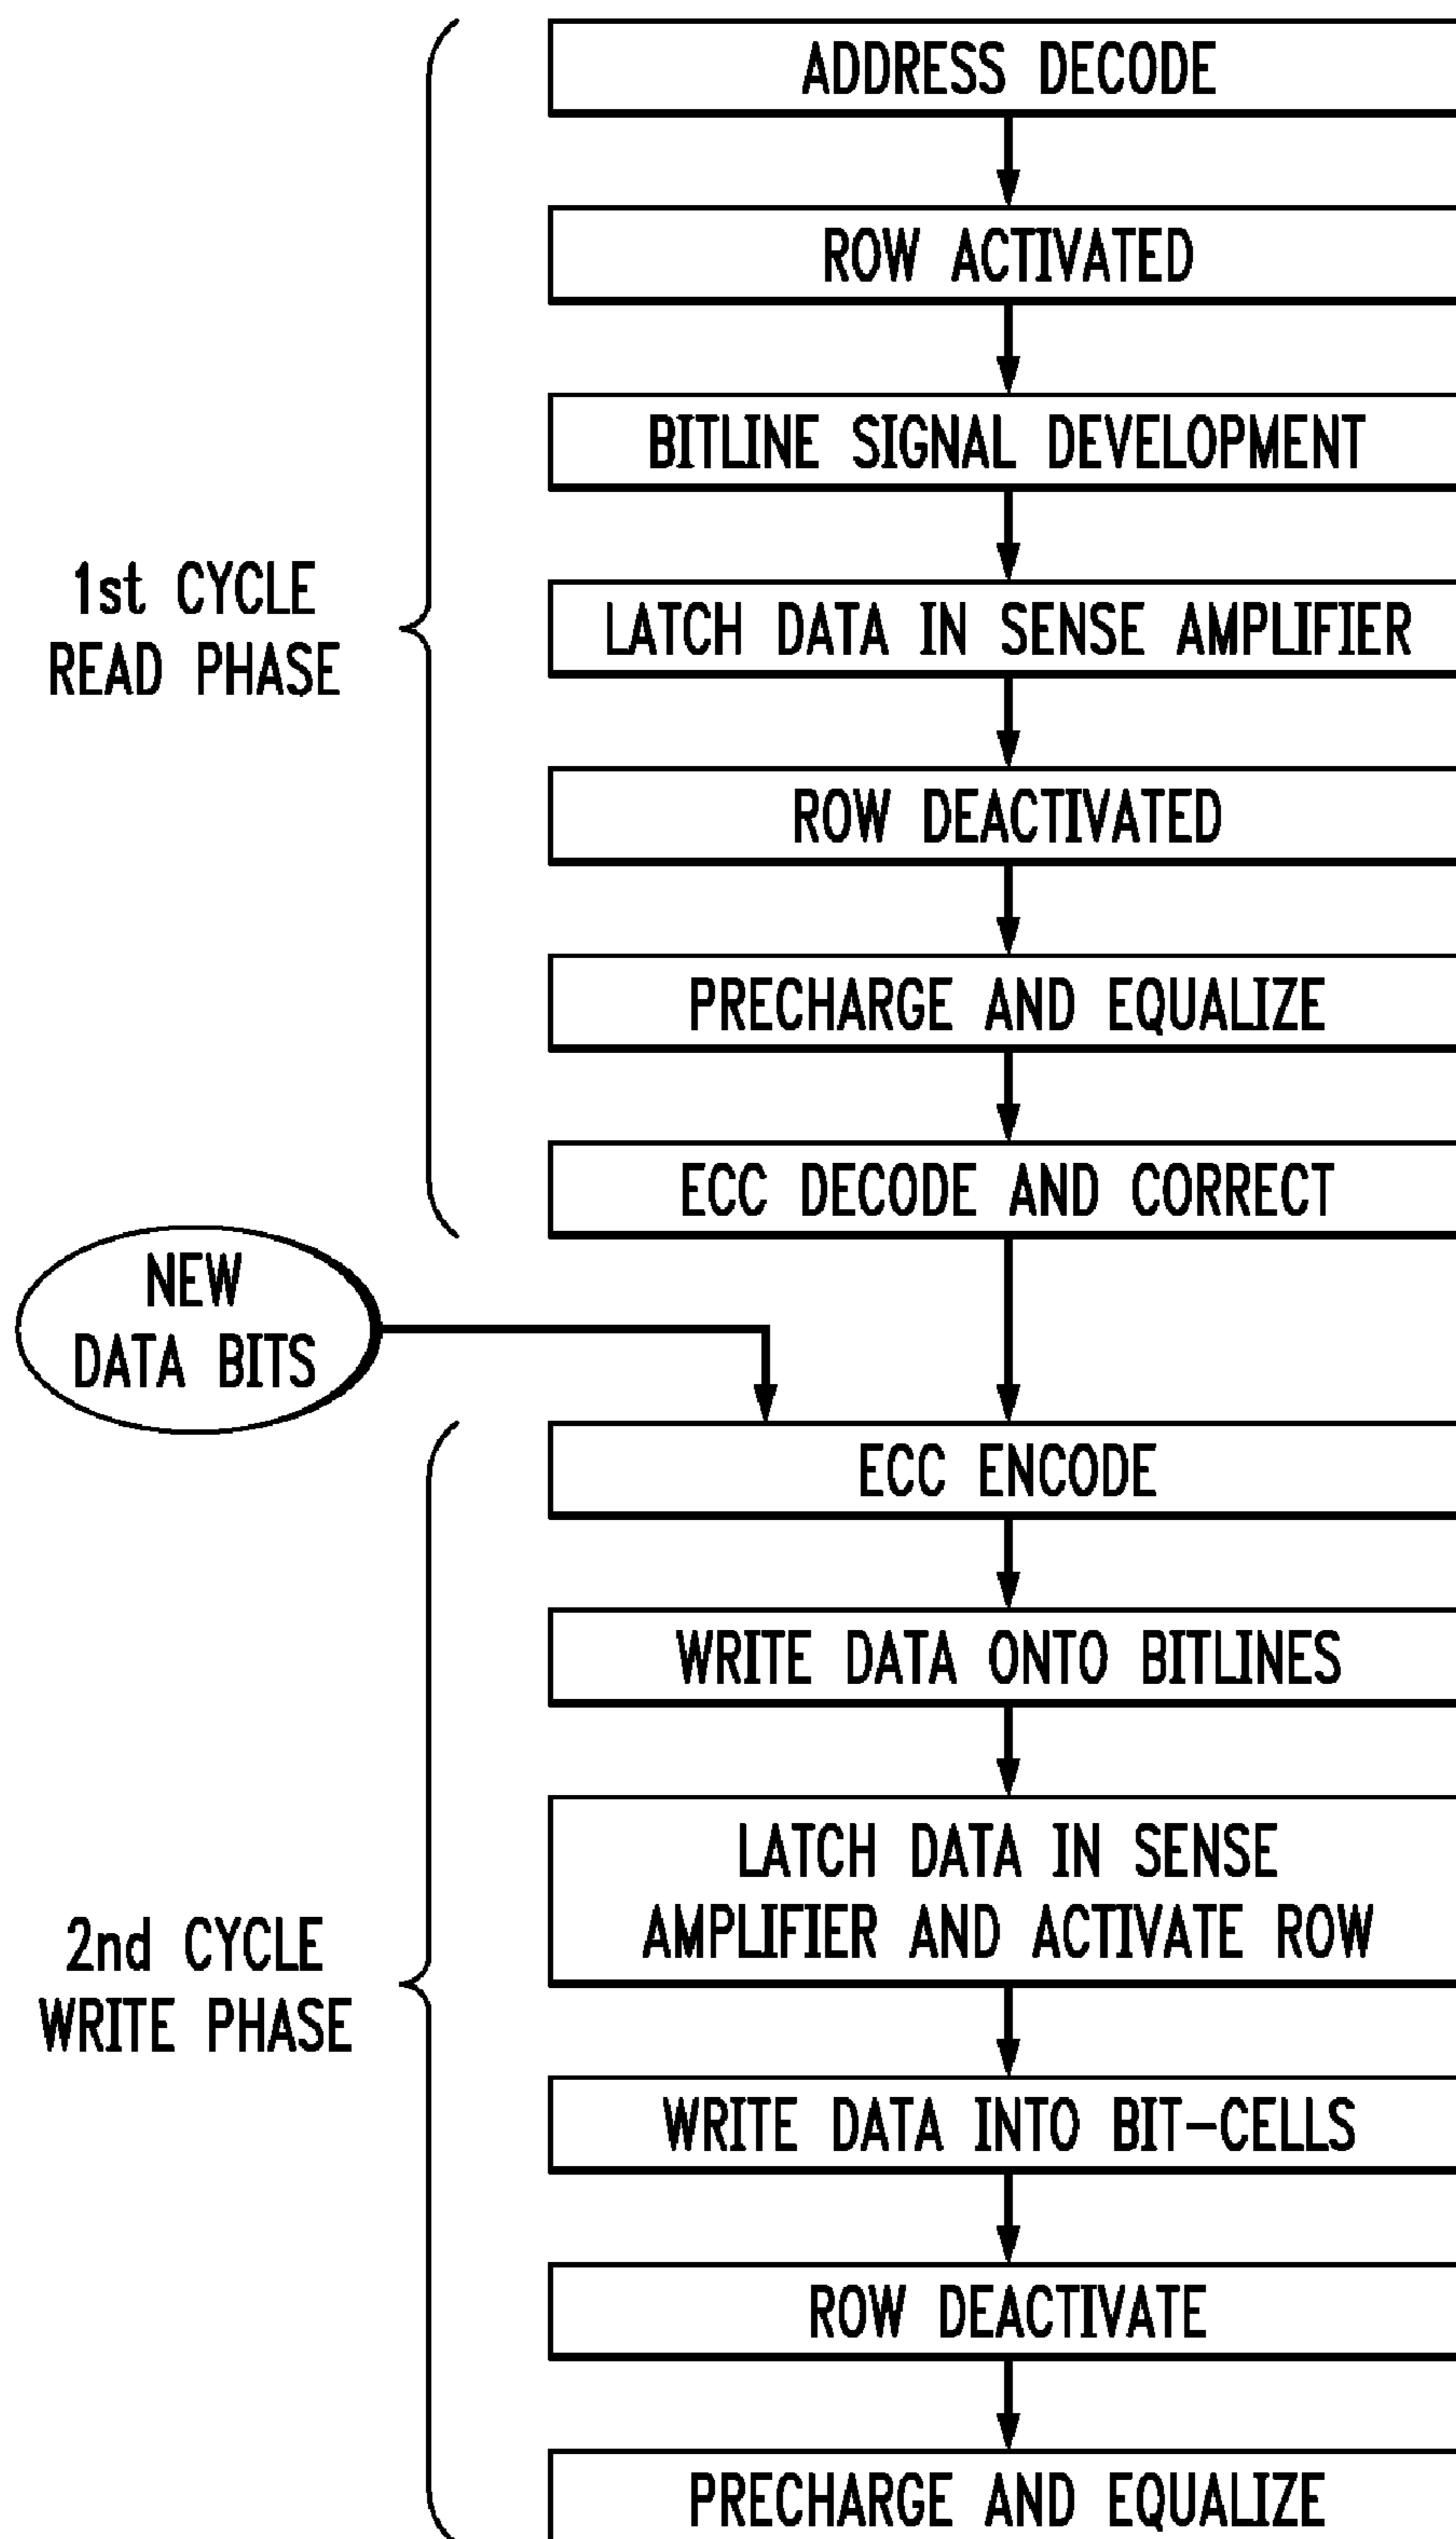 ADDRESS DECODE
ROW ACTIVATED
BITLINE SIGNAL DEVELOPMENT
1st CYCLE
READ PHASE
LATCH DATA IN SENSE AMPLIFIER
ROW DEACTIVATED
PRECHARGE AND EQUALIZE
ECC DECODE AND CORRECT
NEW
DATA BITS
ECC ENCODE
WRITE DATA ONTO BITLINES
LATCH DATA IN SENSE
AMPLIFIER AND ACTIVATE ROW
2nd CYCLE
WRITE PHASE
WRITE DATA INTO BIT-CELLS
ROW DEACTIVATE
PRECHARGE AND EQUALIZE